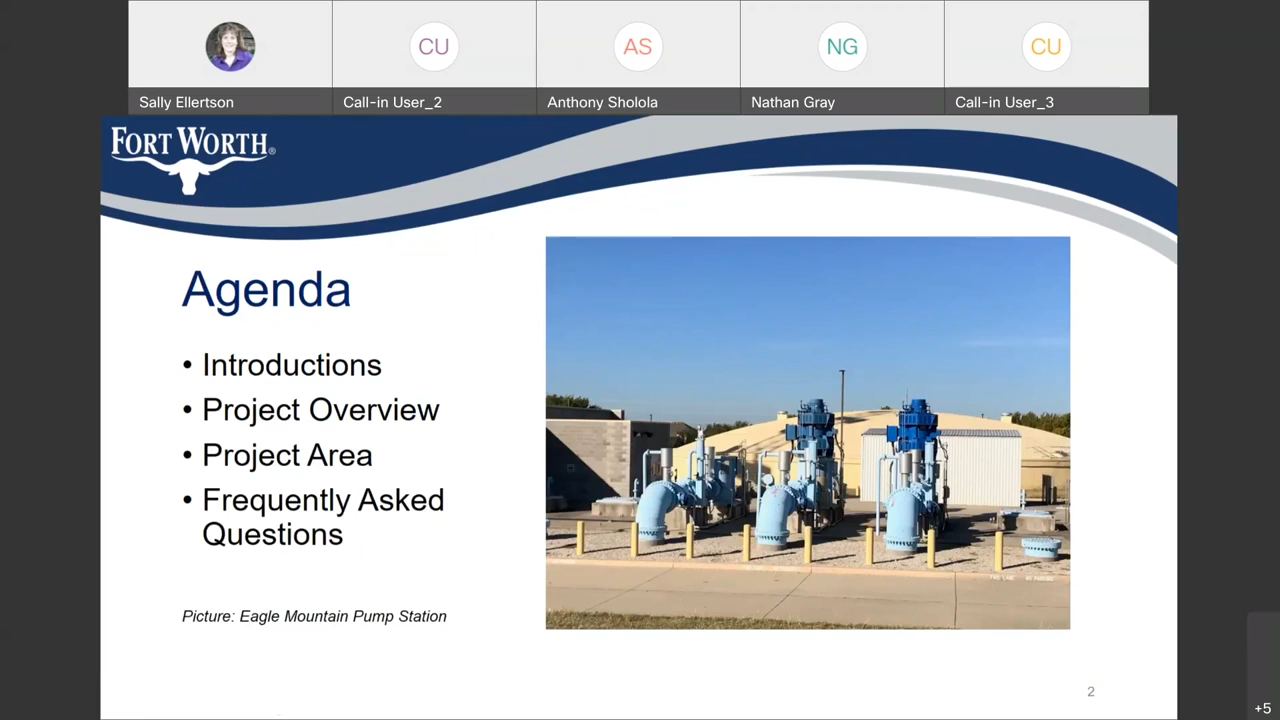 CU
AS
NG
CU
Sally Ellertson
Call-in User_2
Anthony Sholola
Nathan Gray
Call-in User_3
FORT WORTH®
Agenda
• Introductions
• Project Overview
• Project Area
• Frequently Asked
Questions
Picture: Eagle Mountain Pump Station
2
+5